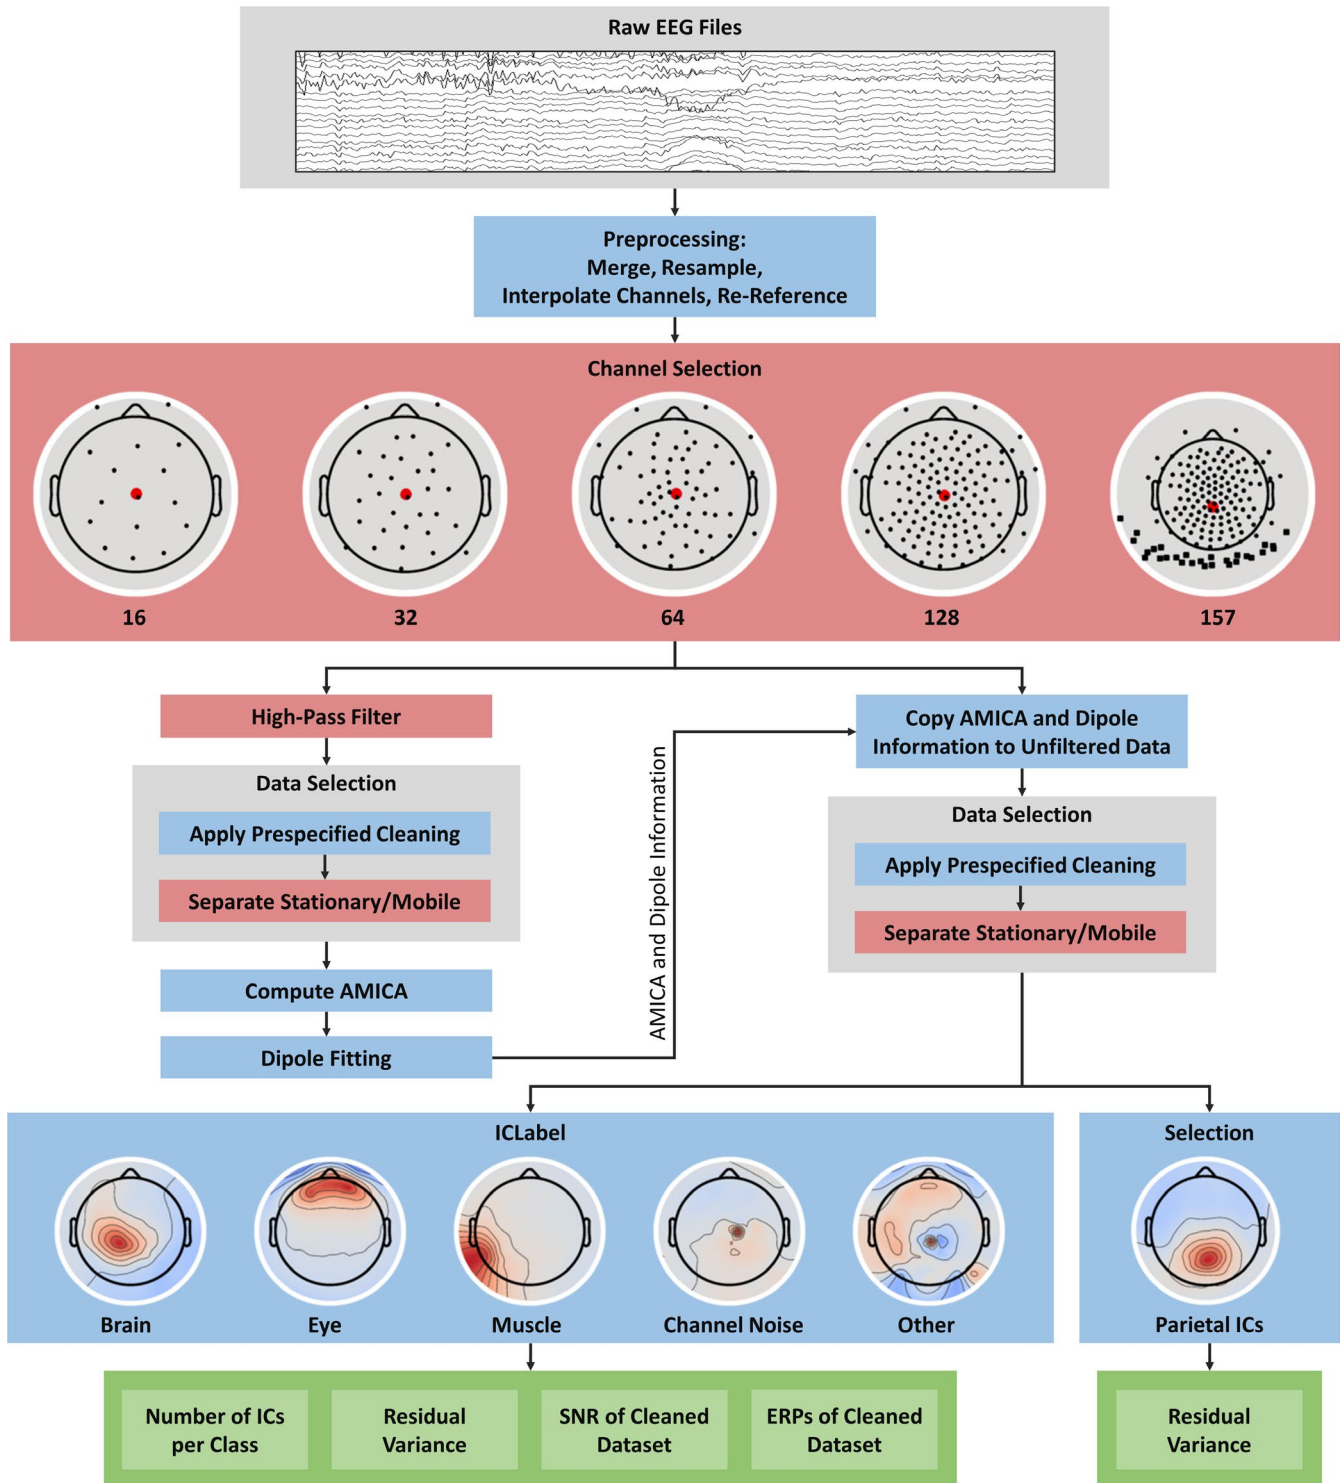 Raw EEG Files
Preprocessing:
Merge, Resample,
Interpolate Channels, Re-Reference
Channel Selection
16
32
64
128
157
High-Pass Filter
Data Selection
Apply Prespecified Cleaning
Separate Stationary/Mobile
Compute AMICA
Dipole Fitting
AMICA and Dipole Information
Copy AMICA and Dipole
Information to Unfiltered Data
Data Selection
Apply Prespecified Cleaning
Separate Stationary/Mobile
ICLabel
Brain
Eye
Muscle
Channel Noise
Other
Selection
Parietal ICs
Number of ICs
per Class
Residual
Variance
SNR of Cleaned
Dataset
ERPs of Cleaned
Dataset
Residual
Variance